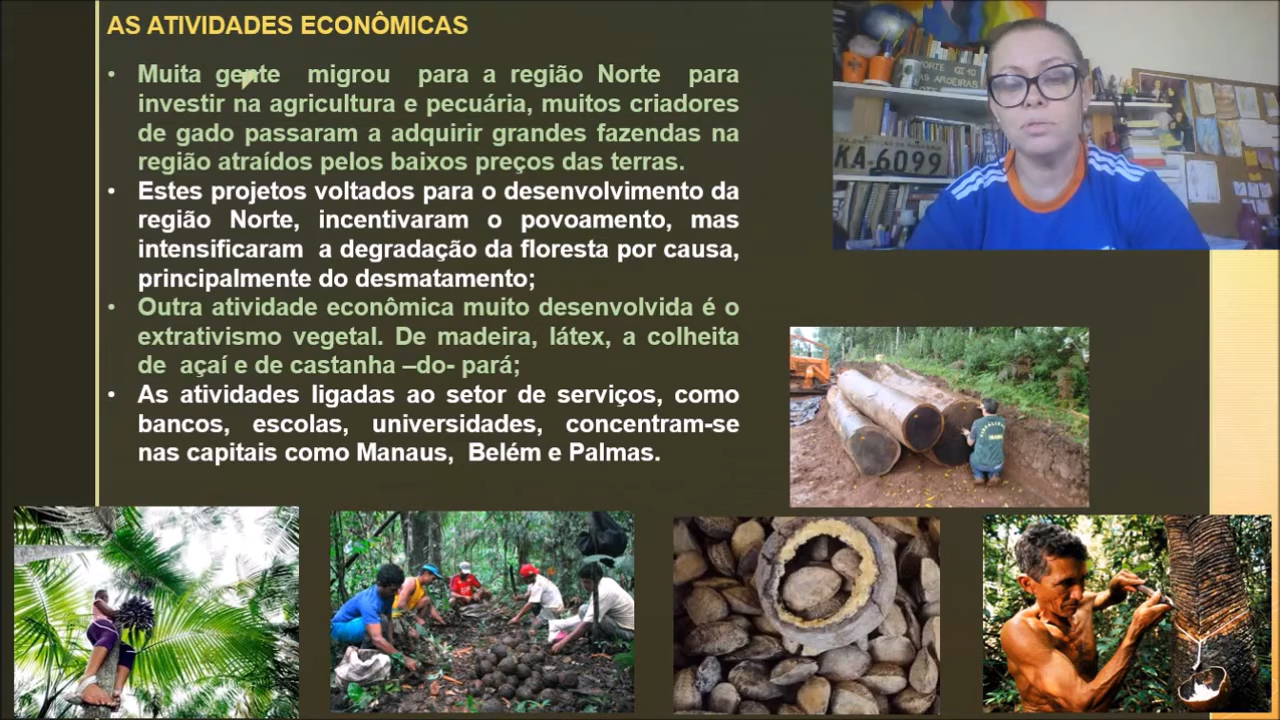 AS ATIVIDADES ECONÔMICAS
• Muita gente migrou para a região Norte para
investir na agricultura e pecuária, muitos criadores
de gado passaram a adquirir grandes fazendas na
região atraídos pelos baixos preços das terras.
• Estes projetos voltados para o desenvolvimento da
região Norte, incentivaram o povoamento, mas
intensificaram a degradação da floresta por causa,
principalmente do desmatamento;
• Outra atividade econômica muito desenvolvida é o
extrativismo vegetal. De madeira, látex, a colheita
de açaí e de castanha –do- pará;
• As atividades ligadas ao setor de serviços, como
bancos, escolas, universidades, concentram-se
nas capitais como Manaus, Belém e Palmas.
KA-6099